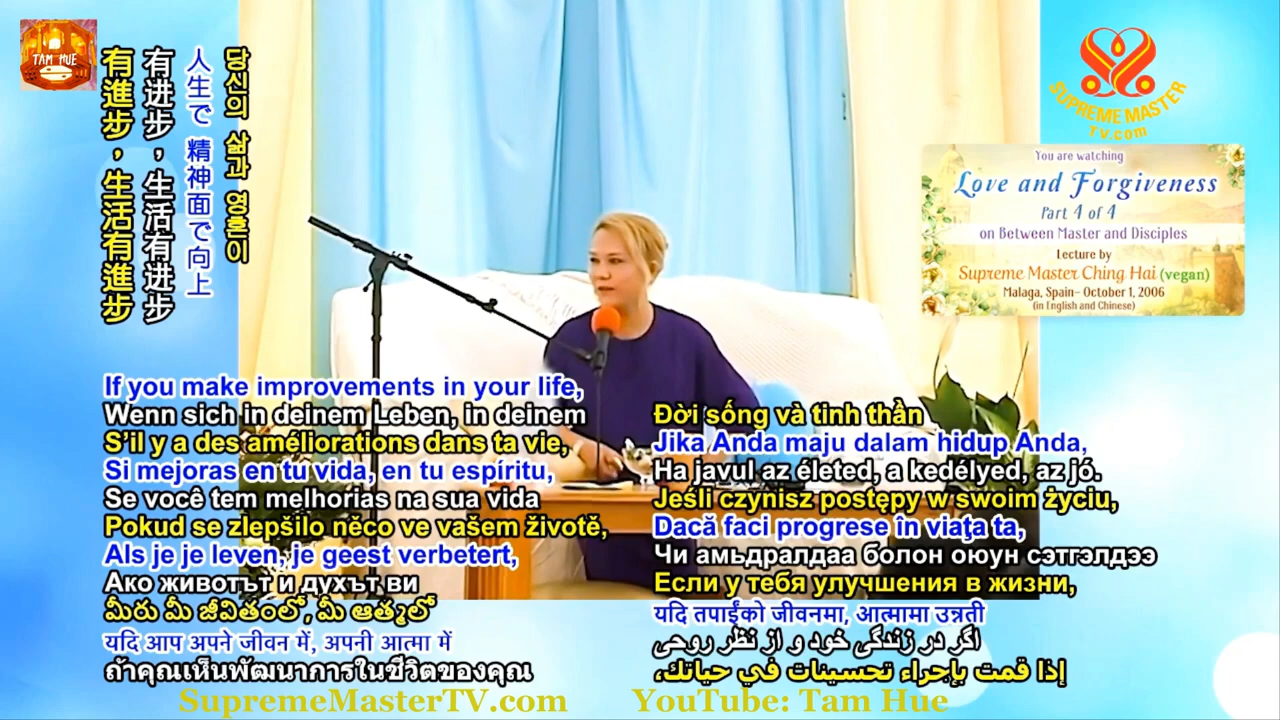 TAM HUE
有進步，生活有進步
有进步，生活有进步
人生で 精神面で向上
당신의 삶과 영혼이
SUPREME MASTER
TV.com
You are watching
Love and Forgiveness
Part 4 of 4
on Between Master and Disciples
Lecture by
Supreme Master Ching Hai (vegan)
Malaga, Spain– October 1, 2006
(in English and Chinese)
If you make improvements in your life,
Wenn sich in deinem Leben, in deinem
S'il y a des améliorations dans ta vie,
Si mejoras en tu vida, en tu espíritu,
Se você tem melhorias na sua vida
Pokud se zlepšilo něco ve vašem životě,
Als je je leven, je geest verbetert,
Ако животът и духът ви
మీరు మీ జీవితంలో, మీ ఆత్మలో
यदि आप अपने जीवन में, अपनी आत्मा में
ถ้าคุณเห็นพัฒนาการในชีวิตของคุณ
Đời sống và tinh thần
Jika Anda maju dalam hidup Anda,
Ha javul az életed, a kedélyed, az jó.
Jeśli czynisz postępy w swoim życiu,
Dacă faci progrese în viaţa ta,
Чи амьдралдаа болон оюун сэтгэлдээ
Если у тебя улучшения в жизни,
यदि तपाईंको जीवनमा, आत्मामा उन्नती
اگر در زندگی خود و از نظر روحی
إذا قمت بإجراء تحسينات في حياتك،
SupremeMasterTV.com YouTube: Tam Hue